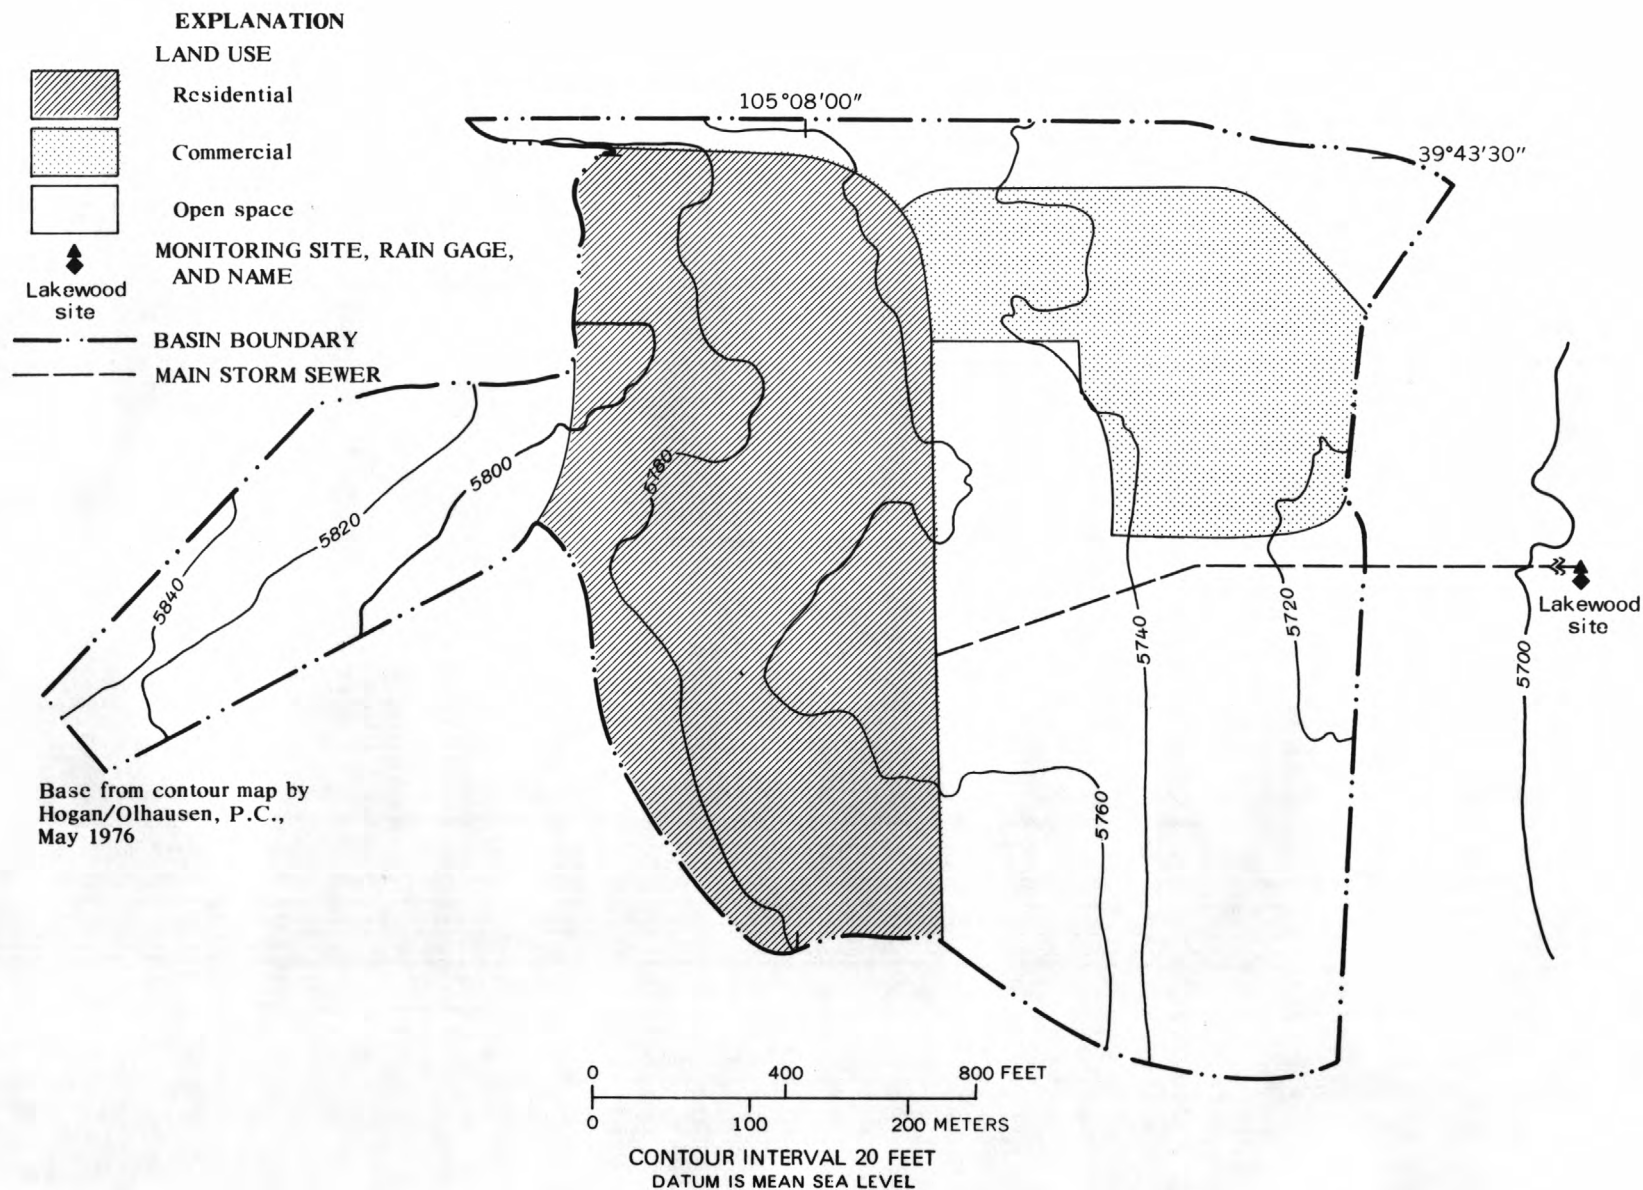 EXPLANATION
LAND USE
Residential
Commercial
Open space
MONITORING SITE, RAIN GAGE,
AND NAME
Lakewood
site
BASIN BOUNDARY
MAIN STORM SEWER
105°08'00"
39°43'30"
5840
5820
5800
5780
5760
5740
5720
5700
Lakewood
site
Base from contour map by
Hogan/Olhausen, P.C.,
May 1976
0 400 800 FEET
0 100 200 METERS
CONTOUR INTERVAL 20 FEET
DATUM IS MEAN SEA LEVEL